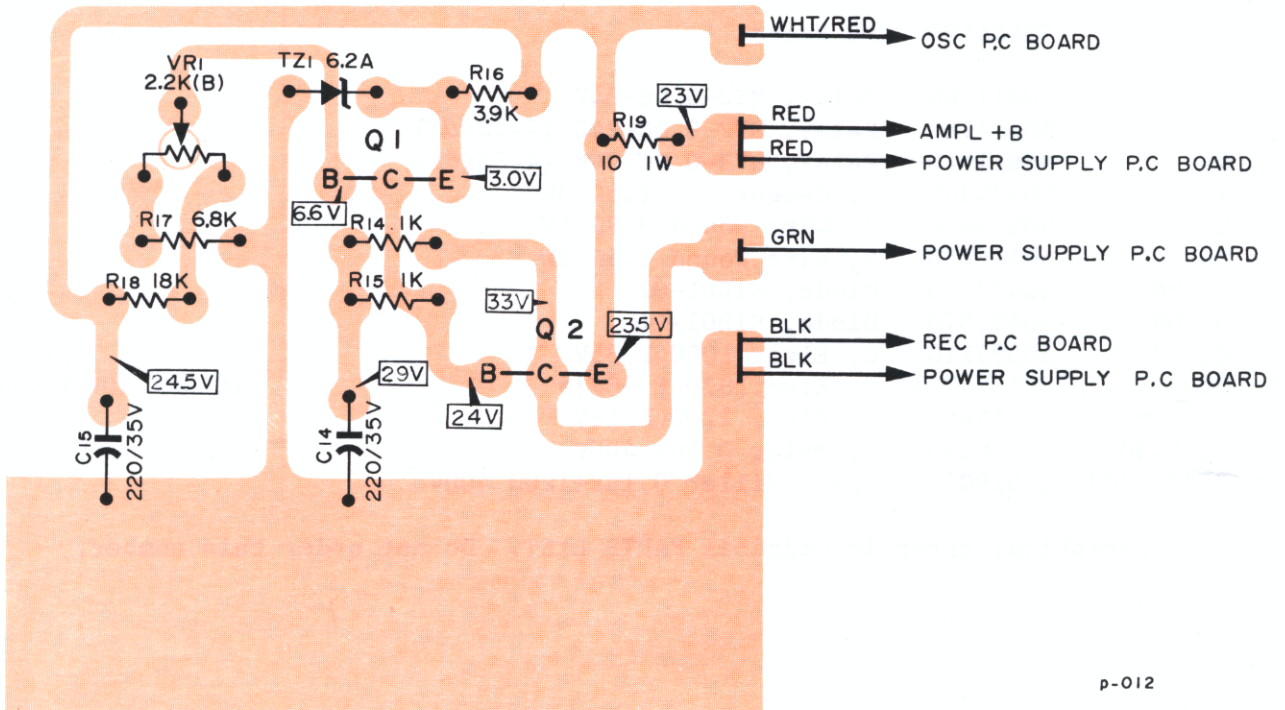 WHT/RED
OSC P.C BOARD
VR1
2.2K(B)
TZ1 6.2A
R16
3.9K
23V
R19
10 1W
RED
AMPL +B
RED
POWER SUPPLY P.C BOARD
Q1
B C E
3.0V
6.6V
R17 6.8K
R14 1K
GRN
POWER SUPPLY P.C BOARD
R18 18K
R15 1K
33V
Q2
23.5V
BLK
REC P.C BOARD
BLK
POWER SUPPLY P.C BOARD
B C E
24.5V
29V
24V
C15
220/35V
C14
220/35V
p-012